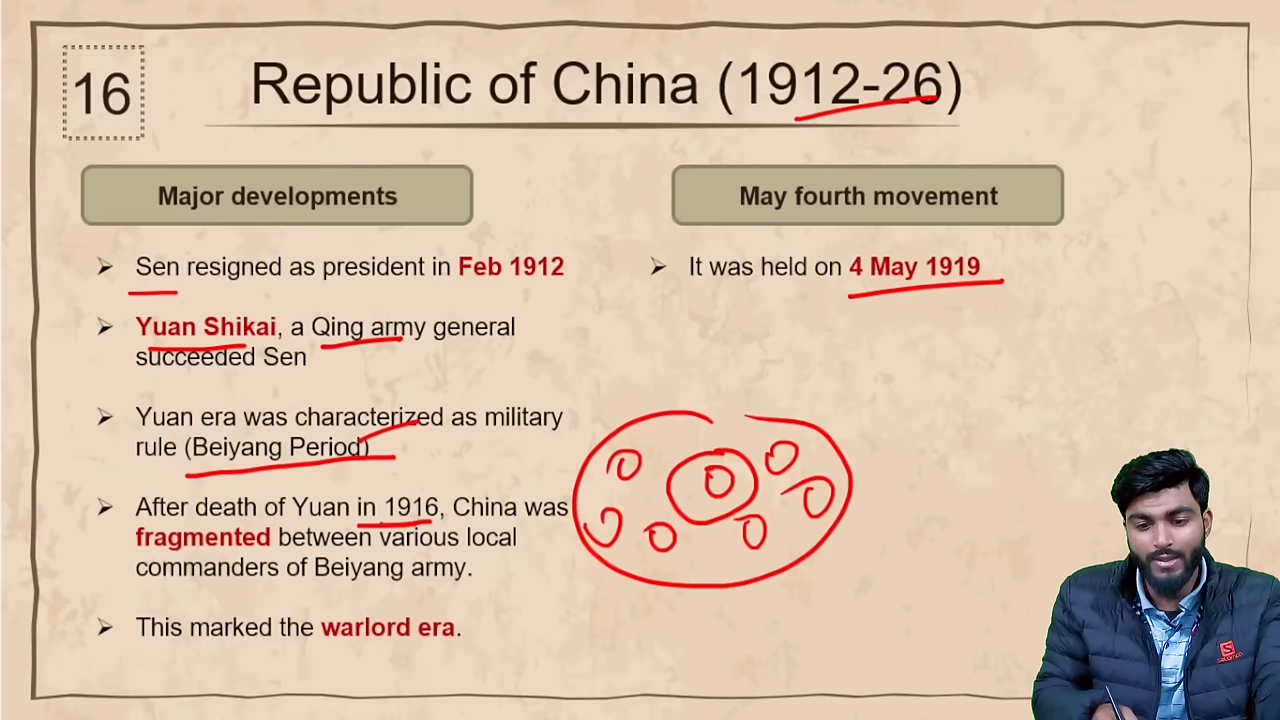 16
Republic of China (1912-26)
Major developments
Sen resigned as president in Feb 1912
Yuan Shikai, a Qing army general
succeeded Sen
Yuan era was characterized as military
rule (Beiyang Period)
After death of Yuan in 1916, China was
fragmented between various local
commanders of Beiyang army.
This marked the warlord era.
May fourth movement
It was held on 4 May 1919
S
SALOMON